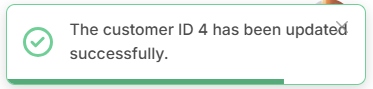 The customer ID 4 has been updated
successfully.